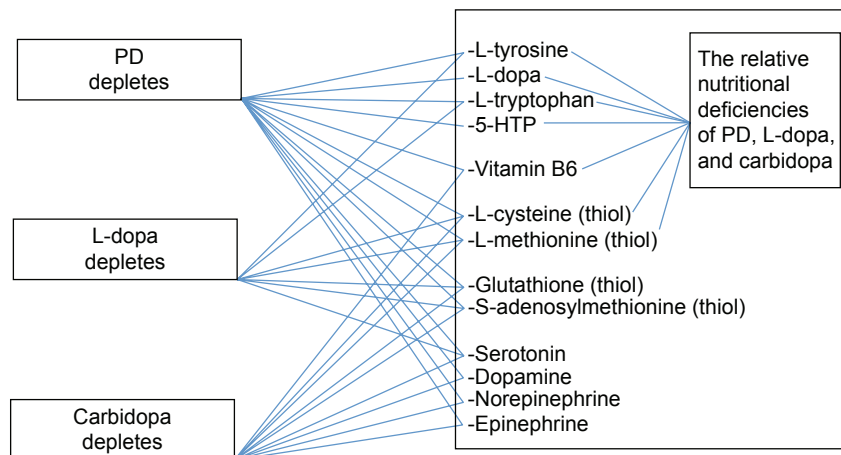 PD
depletes
L-dopa
depletes
Carbidopa
depletes
-L-tyrosine
-L-dopa
-L-tryptophan
-5-HTP
-Vitamin B6
-L-cysteine (thiol)
-L-methionine (thiol)
-Glutathione (thiol)
-S-adenosylmethionine (thiol)
-Serotonin
-Dopamine
-Norepinephrine
-Epinephrine
The relative
nutritional
deficiencies
of PD, L-dopa,
and carbidopa